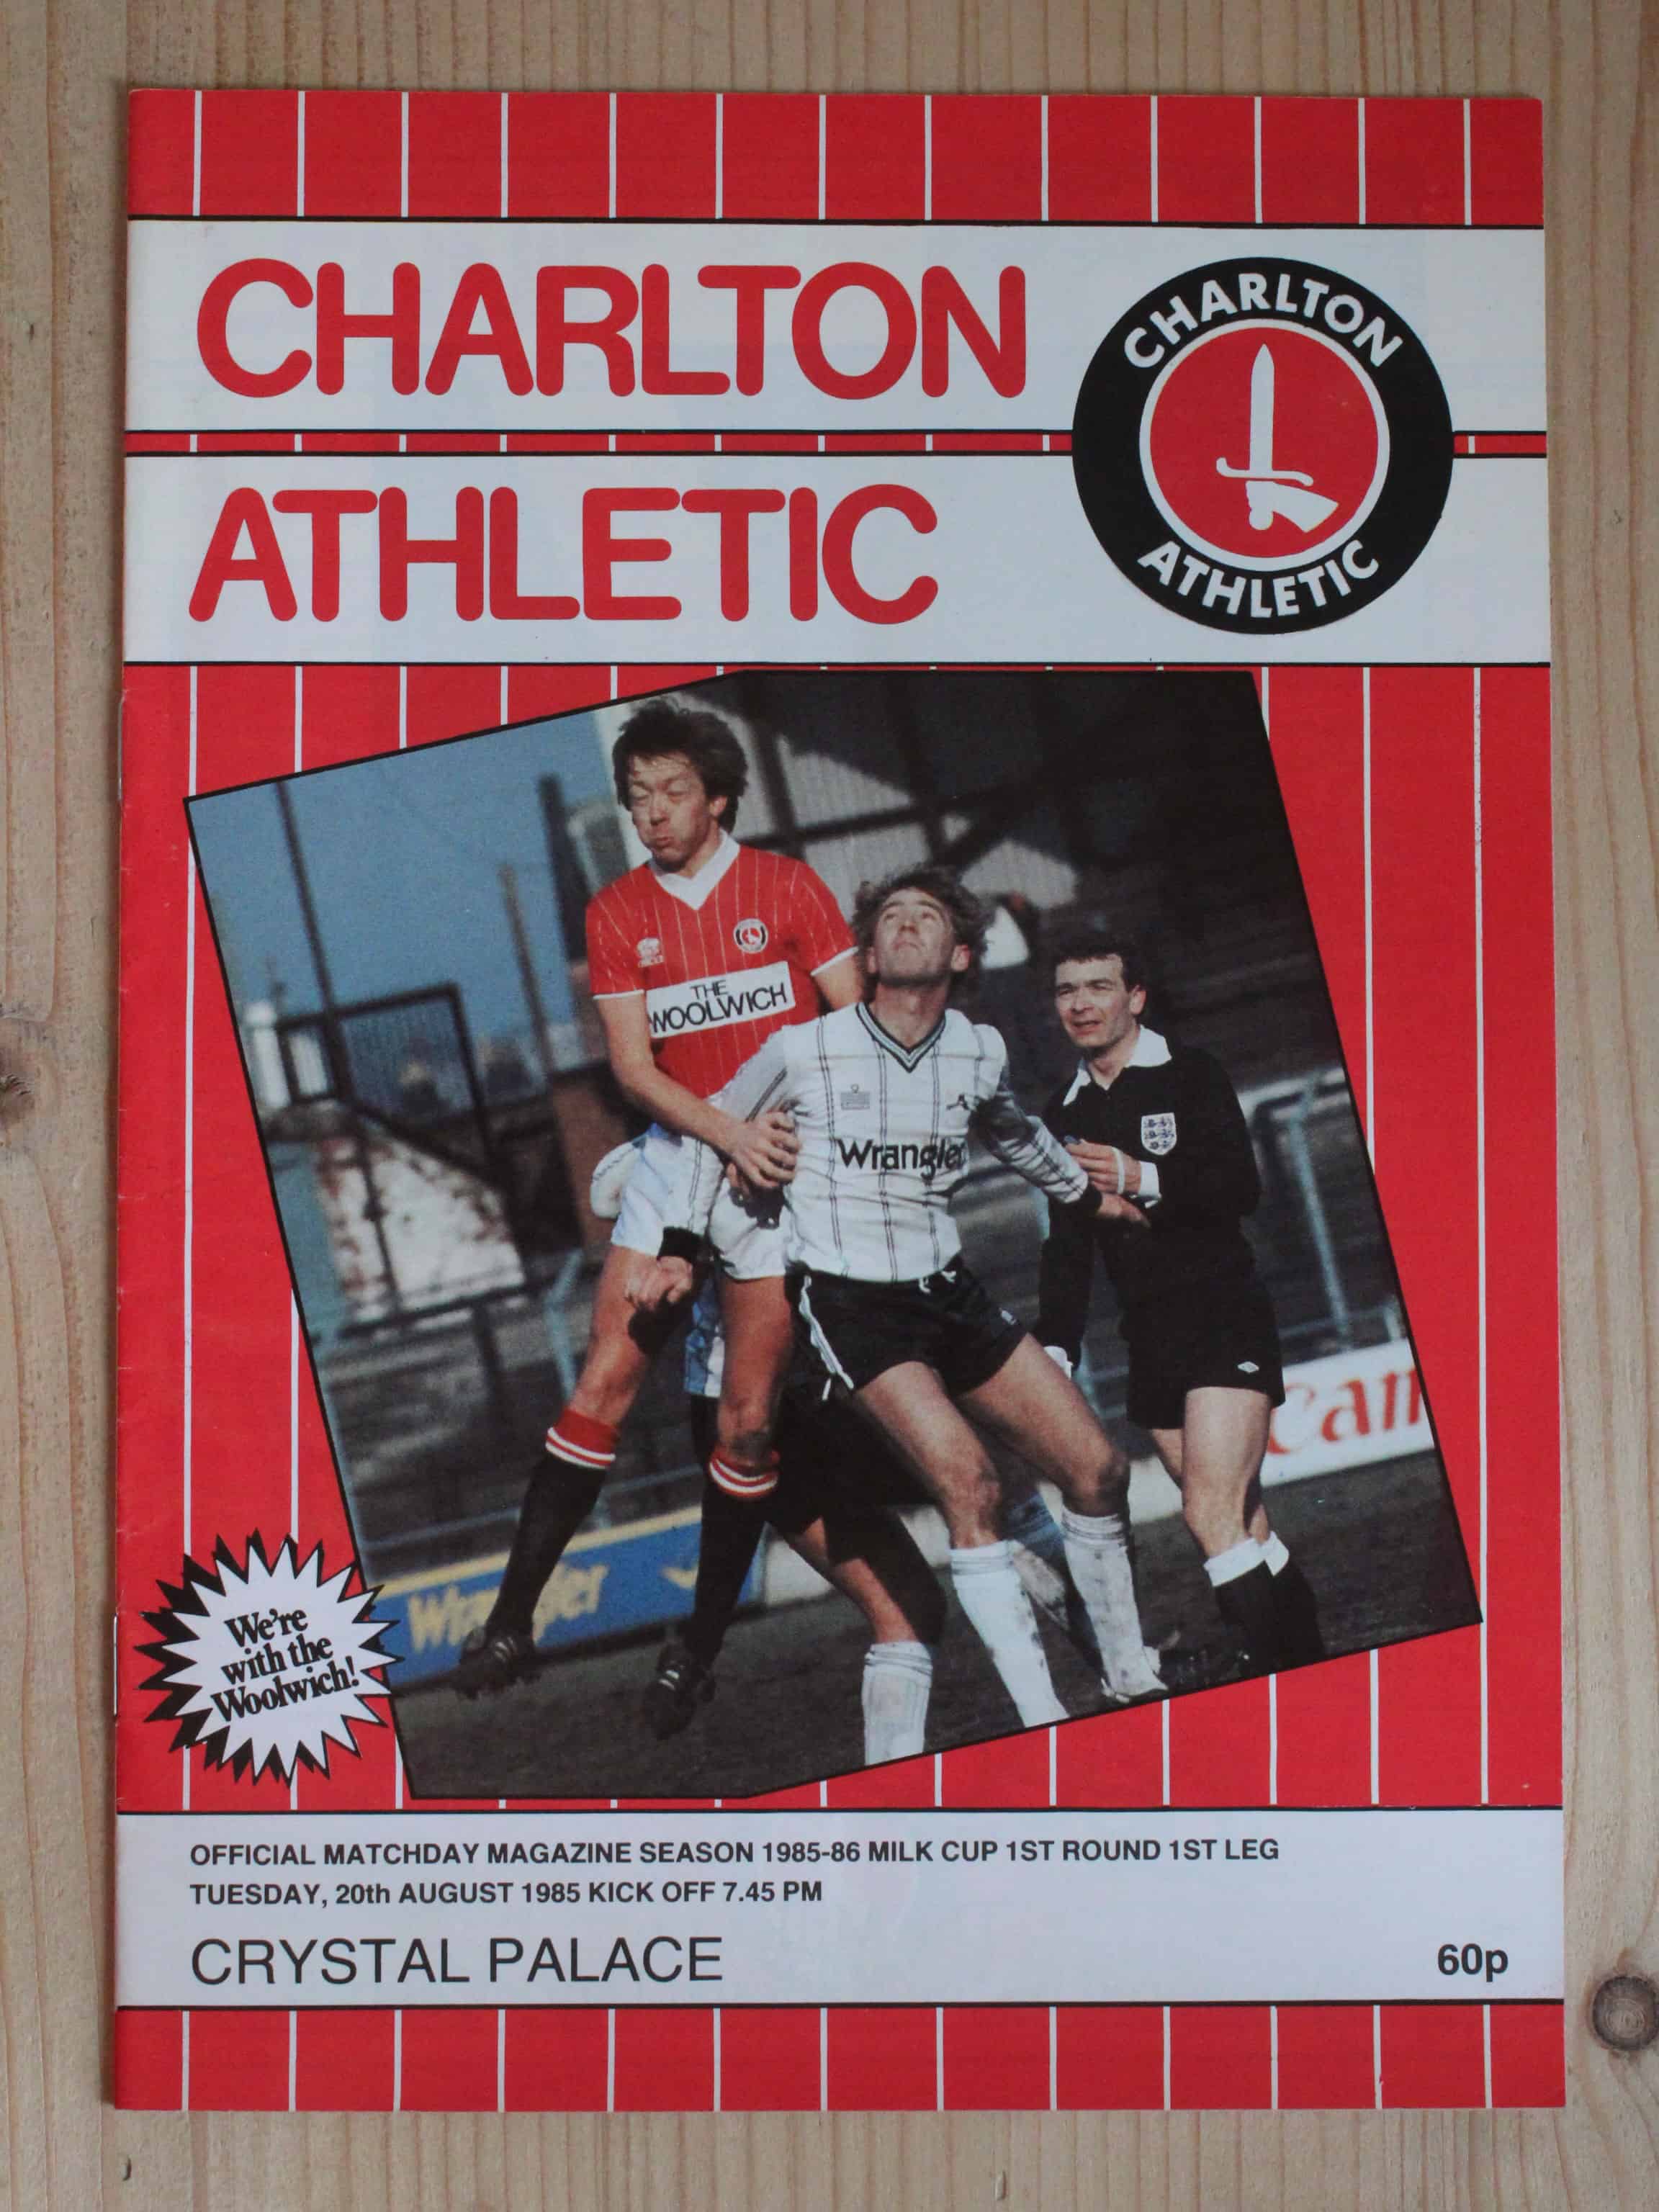 CHARLTON
ATHLETIC
CHARLTON
ATHLETIC
THE
WOOLWICH
Wrangler
Wrangler
We're
with the
Woolwich!
OFFICIAL MATCHDAY MAGAZINE SEASON 1985-86 MILK CUP 1ST ROUND 1ST LEG
TUESDAY, 20th AUGUST 1985 KICK OFF 7.45 PM
CRYSTAL PALACE
60p